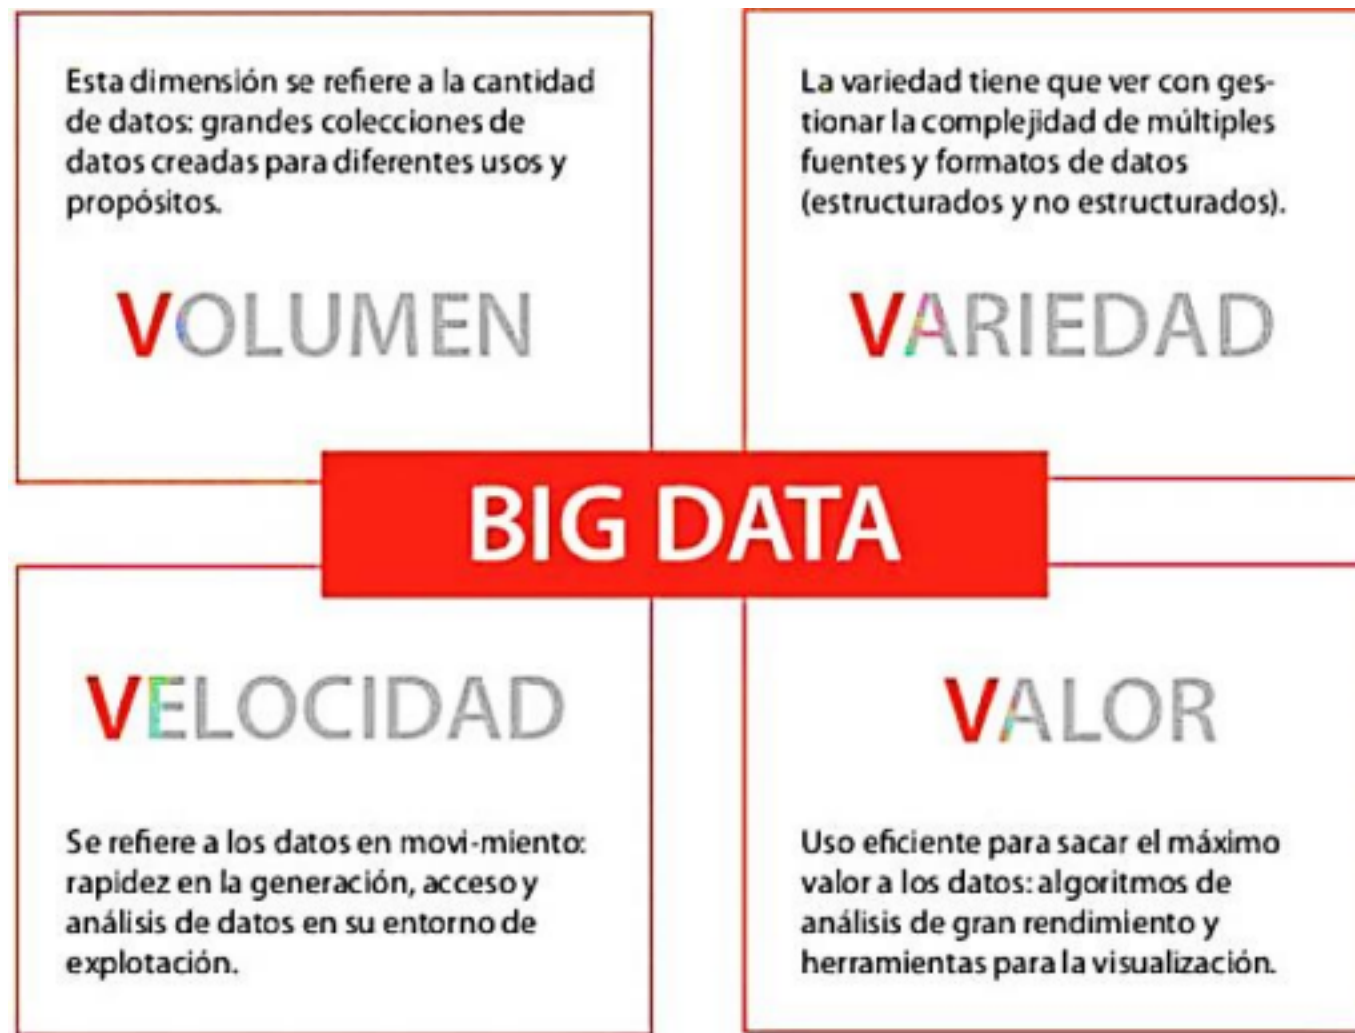 Esta dimensión se refiere a la cantidad
de datos: grandes colecciones de
datos creadas para diferentes usos y
propósitos.
VOLUMEN
La variedad tiene que ver con ges-
tionar la complejidad de múltiples
fuentes y formatos de datos
(estructurados y no estructurados).
VARIEDAD
BIG DATA
VELOCIDAD
Se refiere a los datos en movi-miento:
rapidez en la generación, acceso y
análisis de datos en su entorno de
explotación.
VALOR
Uso eficiente para sacar el máximo
valor a los datos: algoritmos de
análisis de gran rendimiento y
herramientas para la visualización.